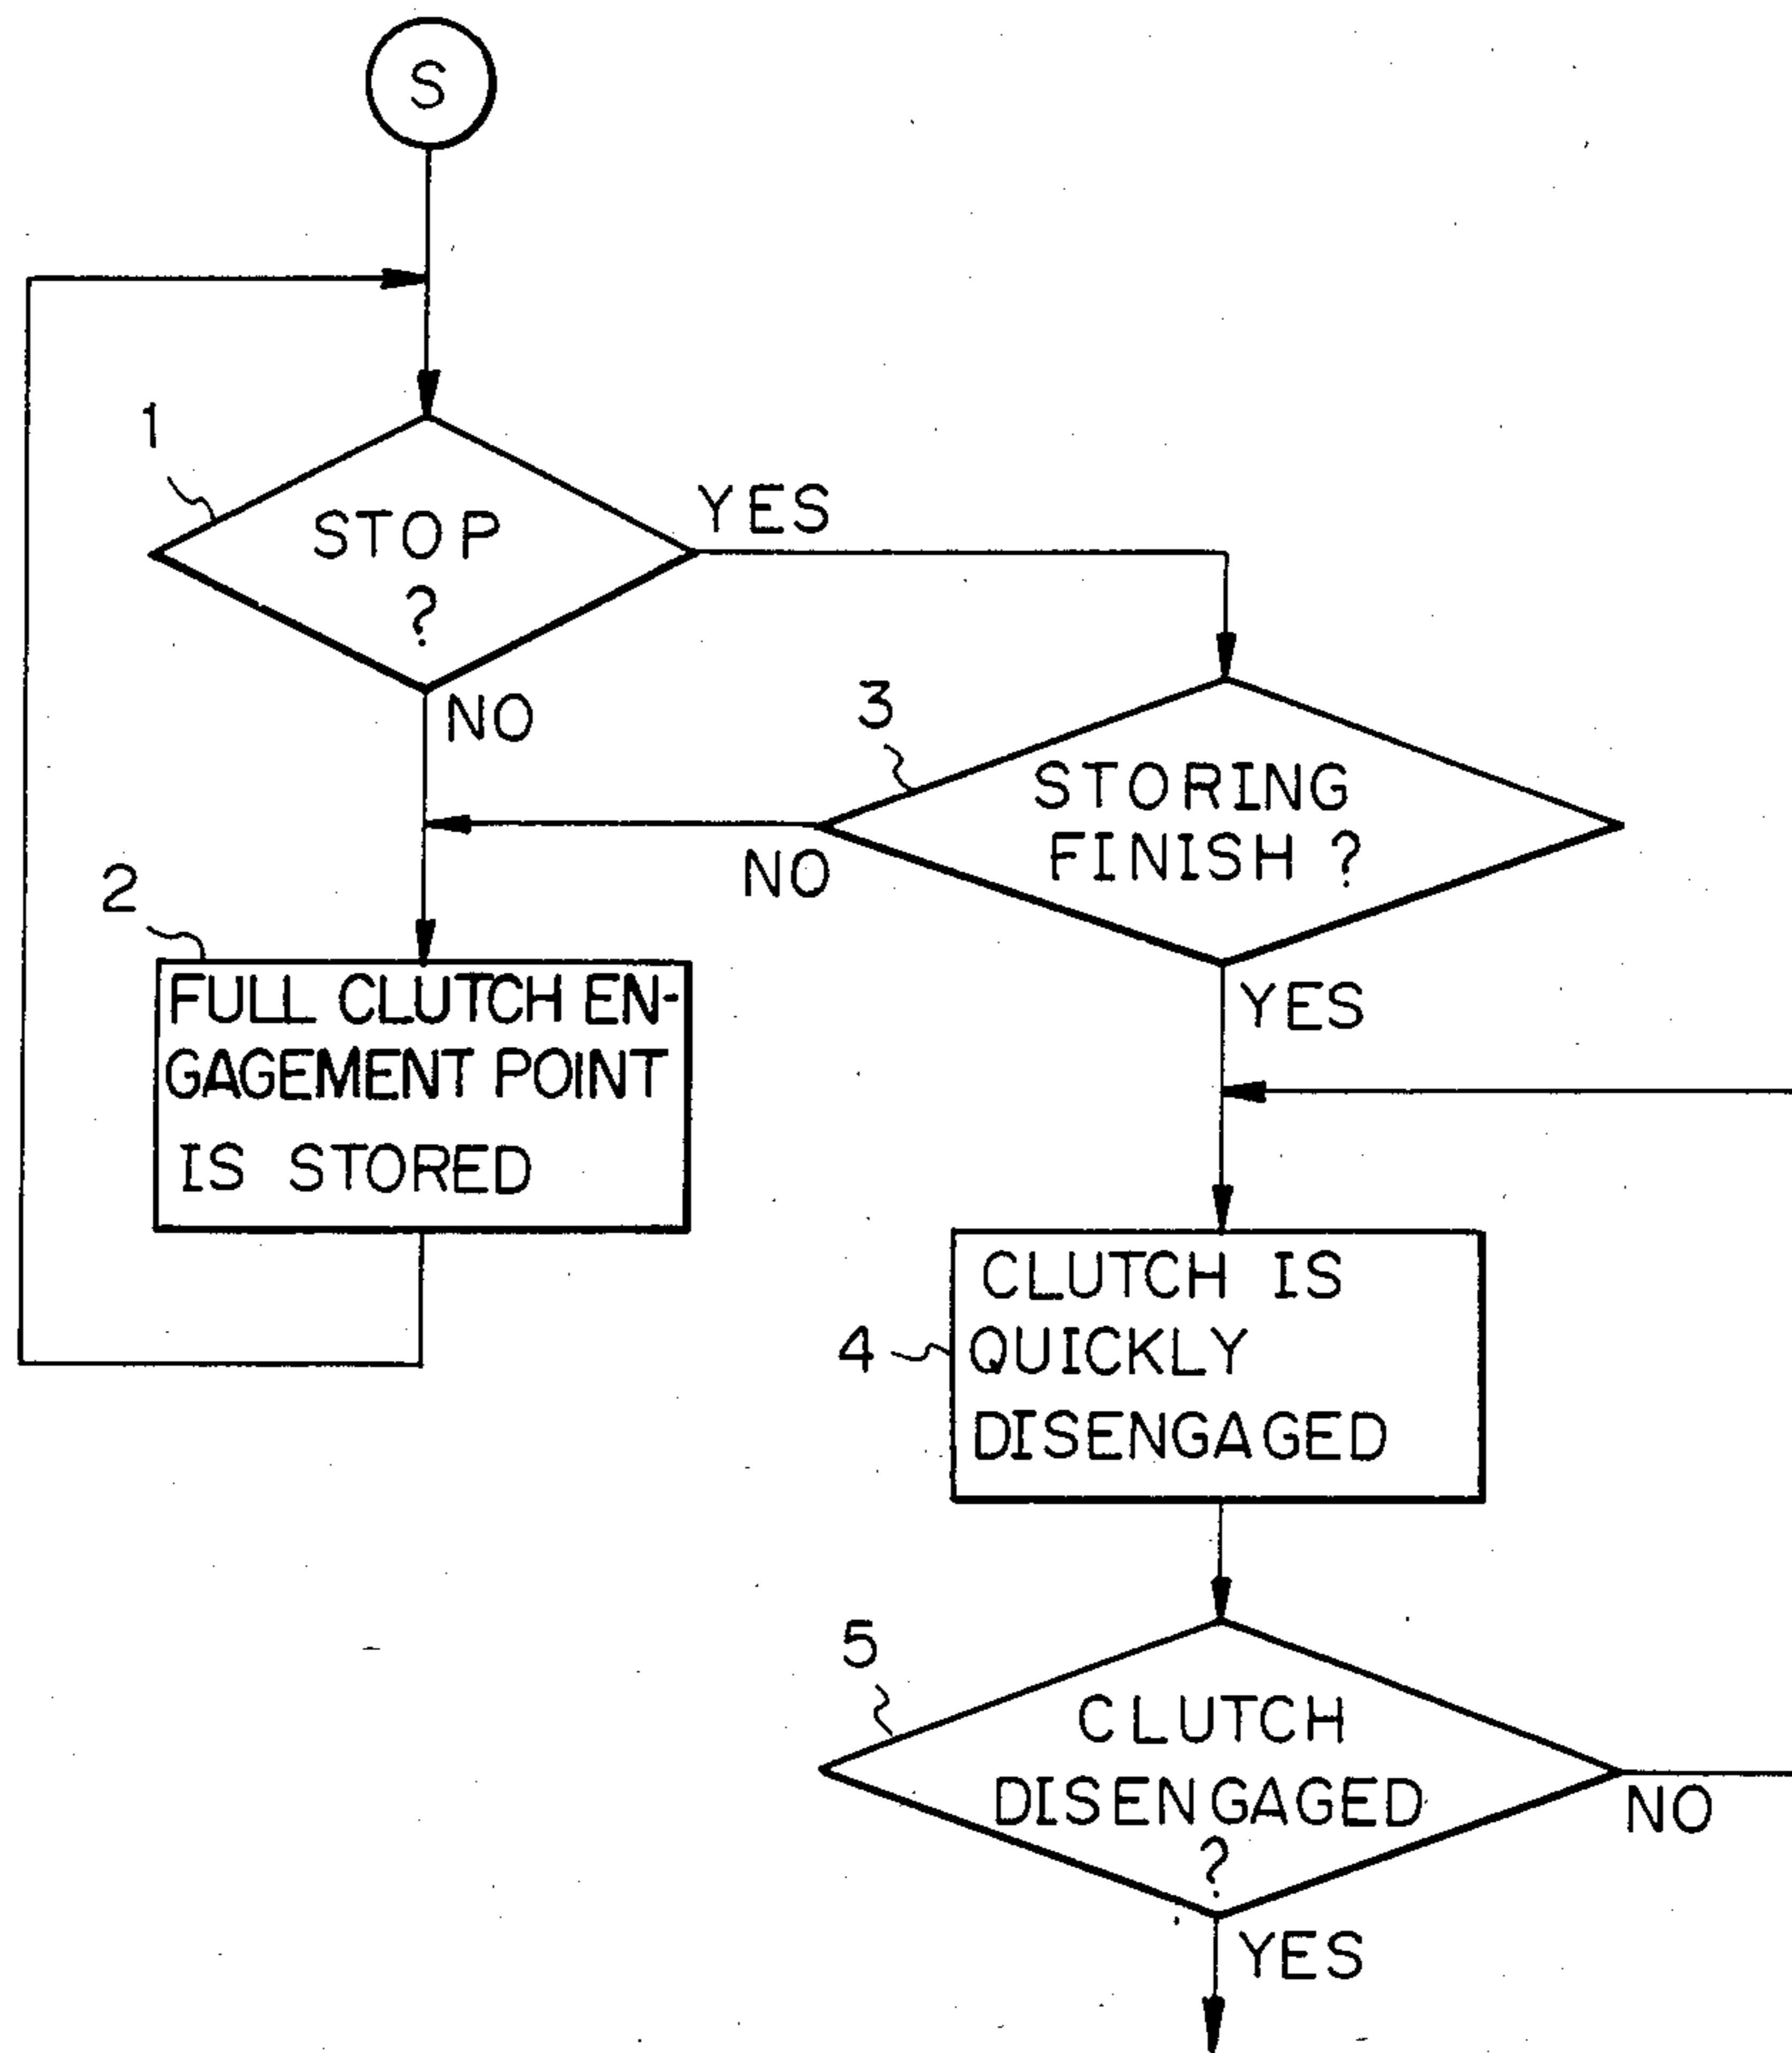 S
1
STOP
?
YES
NO
3
STORING
FINISH ?
NO
YES
2
FULL CLUTCH EN-
GAGEMENT POINT
IS STORED
4
CLUTCH IS
QUICKLY
DISENGAGED
5
CLUTCH
DISENGAGED
?
NO
YES